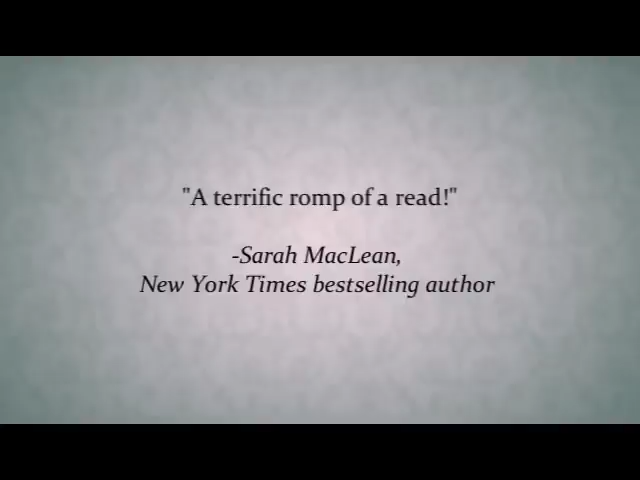 "A terrific romp of a read!"
-Sarah MacLean,
New York Times bestselling author